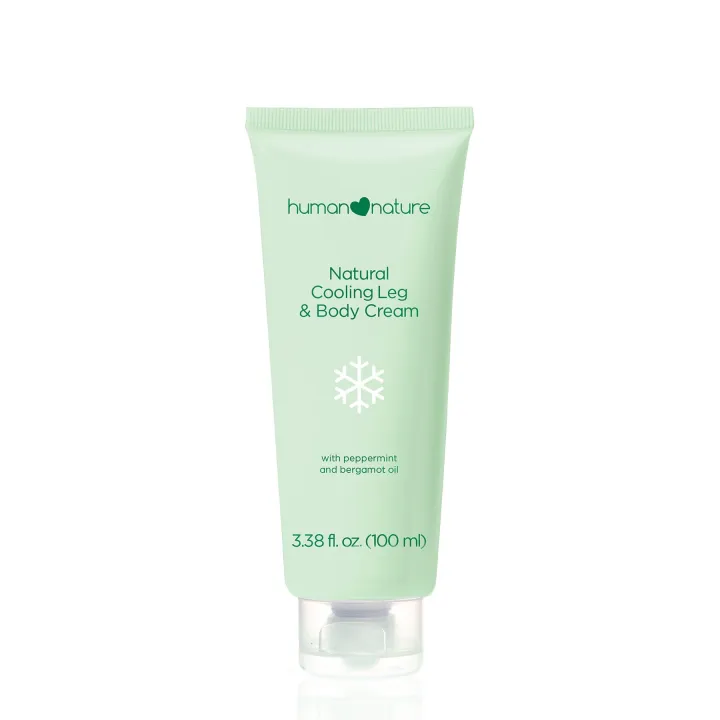 human nature
Natural
Cooling Leg
& Body Cream
with peppermint
and bergamot oil
3.38 fl. oz. (100 ml)